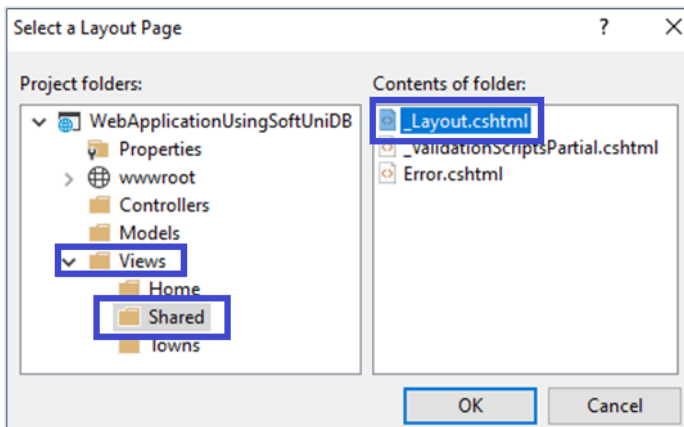 Select a Layout Page ? X
Project folders:
WebApplicationUsingSoftUniDB
Properties
wwwroot
Controllers
Models
Views
Home
Shared
Towns
Contents of folder:
_Layout.cshtml
_ValidationScriptsPartial.cshtml
Error.cshtml
OK
Cancel